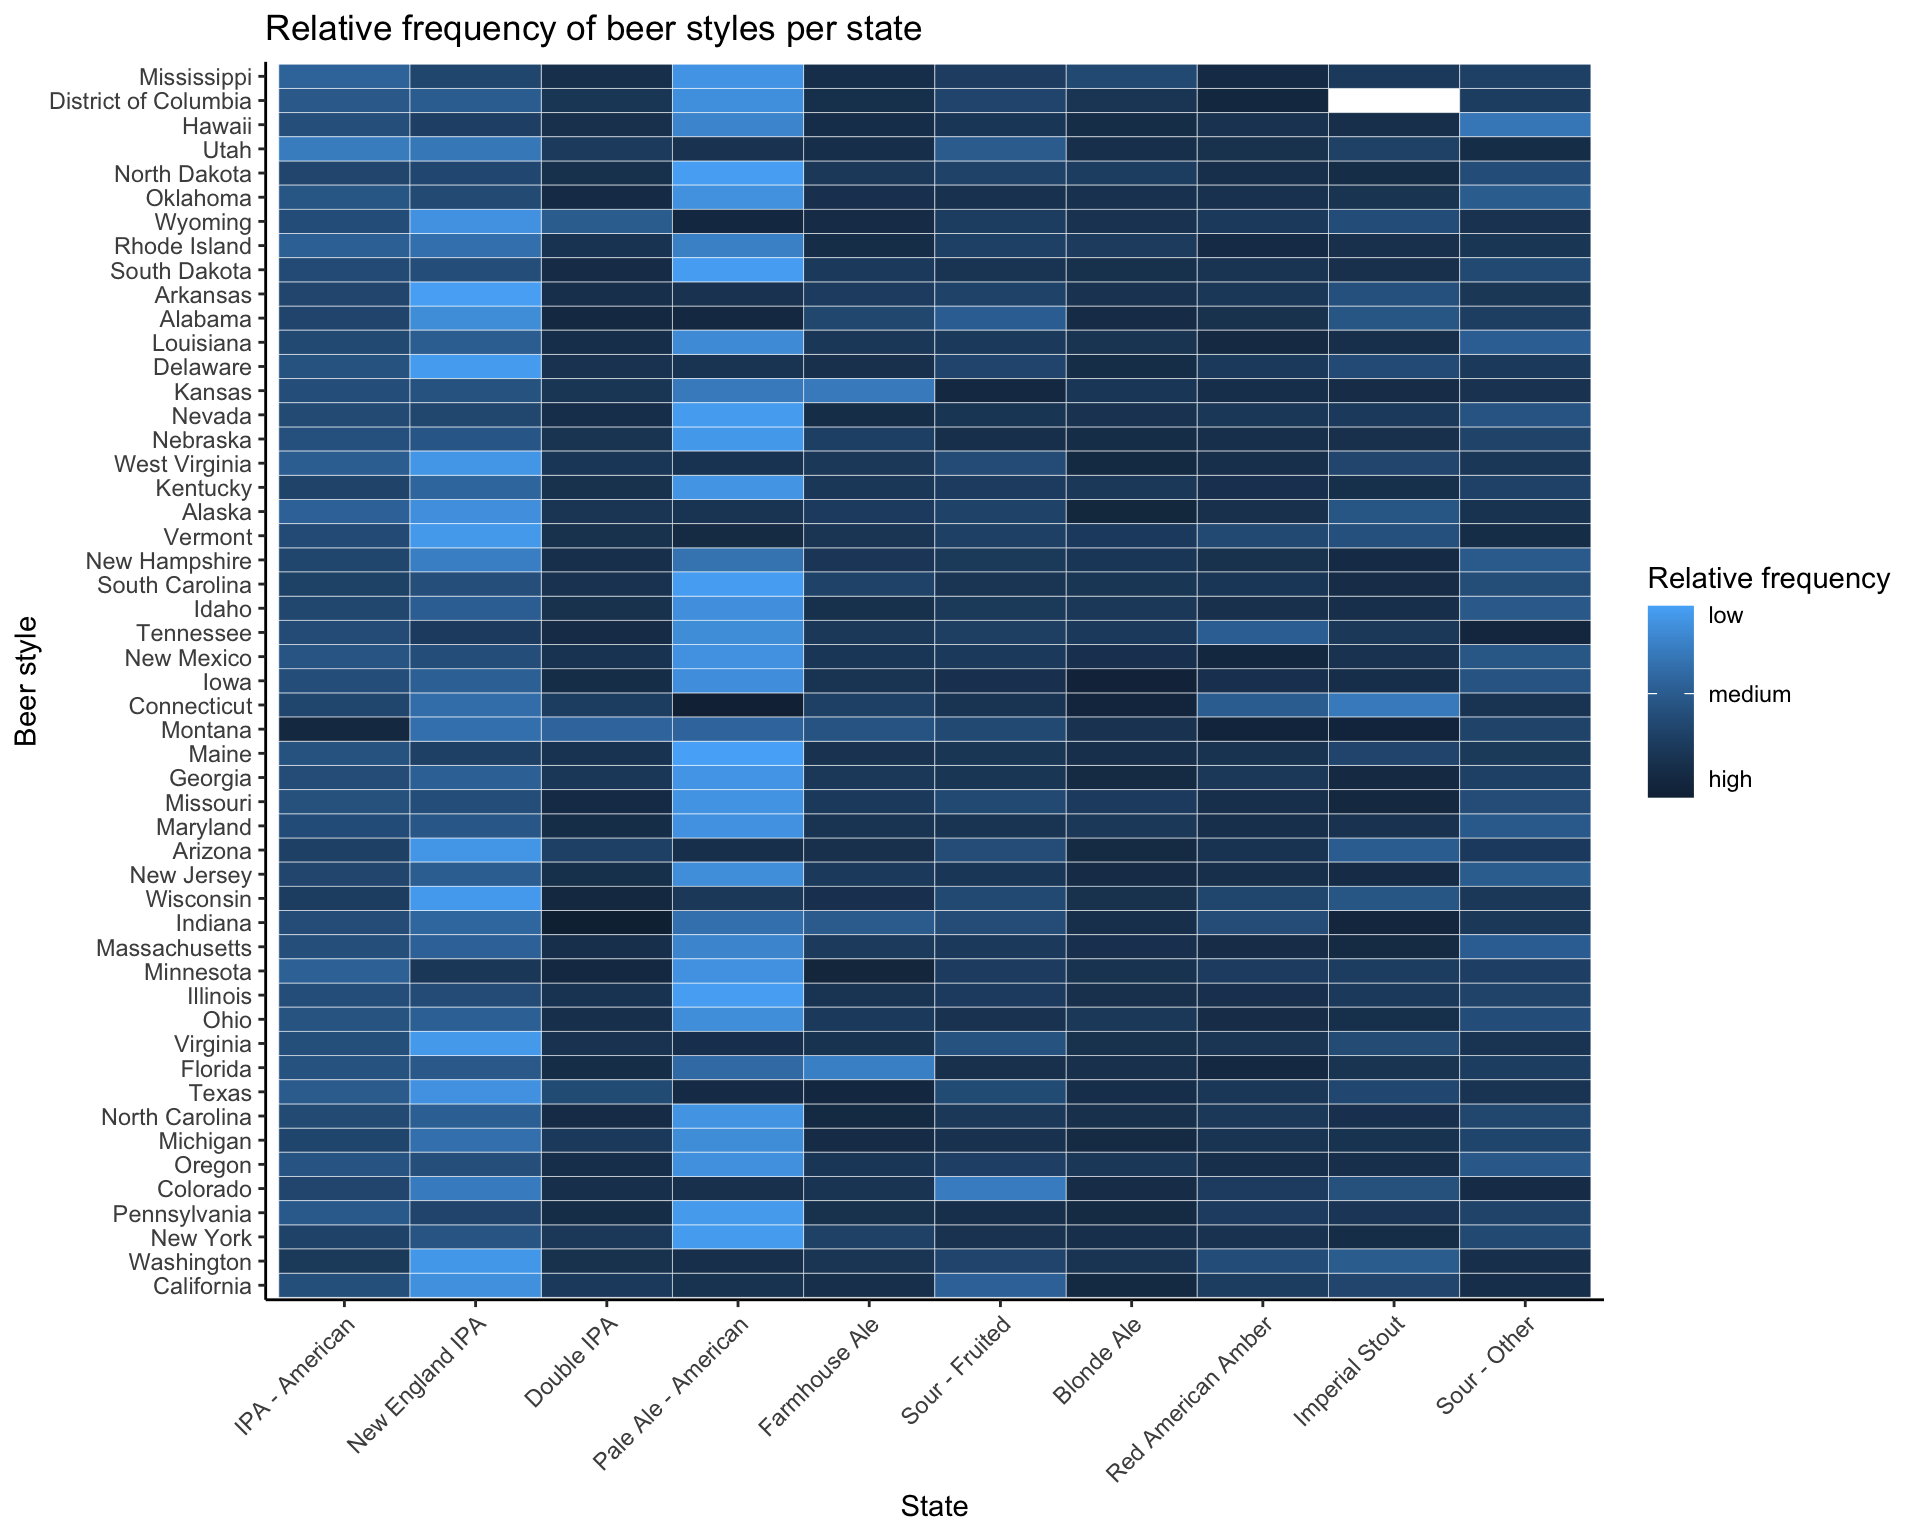 Relative frequency of beer styles per state
Mississippi
District of Columbia
Hawaii
Utah
North Dakota
Oklahoma
Wyoming
Rhode Island
South Dakota
Arkansas
Alabama
Louisiana
Delaware
Kansas
Nevada
Nebraska
West Virginia
Kentucky
Alaska
Vermont
New Hampshire
South Carolina
Idaho
Tennessee
New Mexico
Iowa
Connecticut
Montana
Maine
Georgia
Missouri
Maryland
Arizona
New Jersey
Wisconsin
Indiana
Massachusetts
Minnesota
Illinois
Ohio
Virginia
Florida
Texas
North Carolina
Michigan
Oregon
Colorado
Pennsylvania
New York
Washington
California
Beer style
IPA - American
New England IPA
Double IPA
Pale Ale - American
Farmhouse Ale
Sour - Fruited
Blonde Ale
Red American Amber
Imperial Stout
Sour - Other
State
Relative frequency
low
medium
high